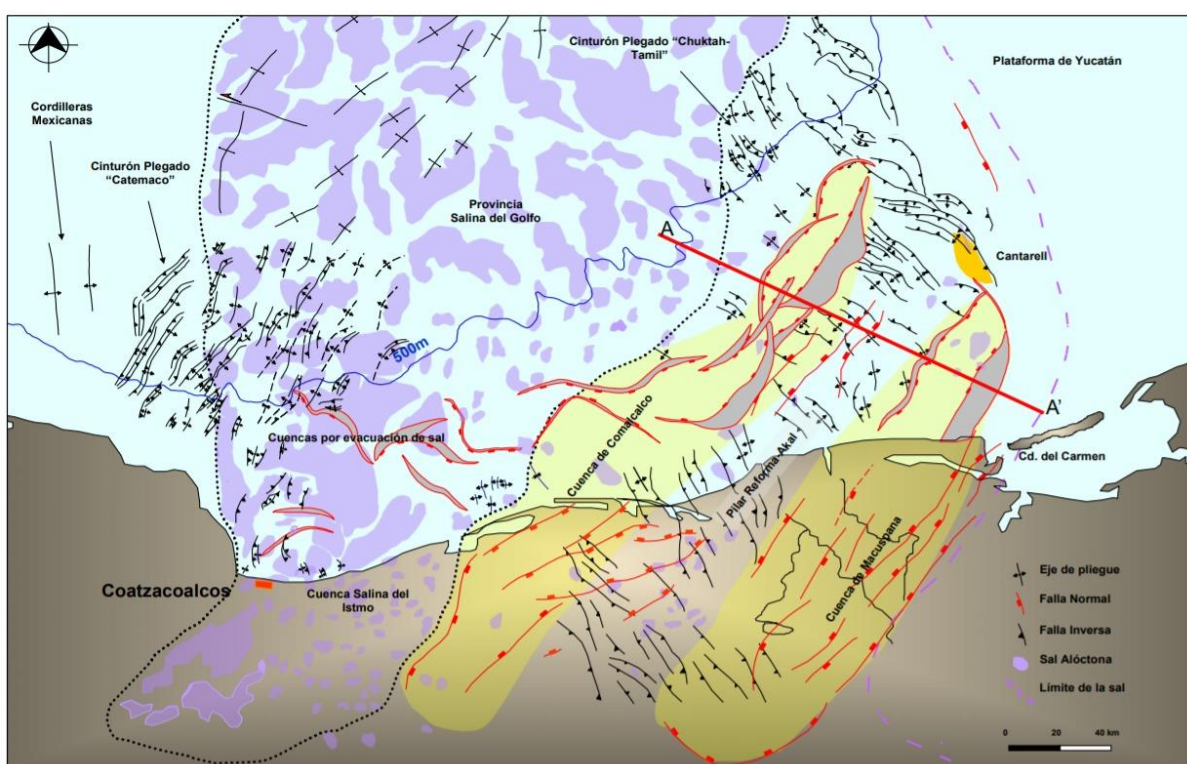 Cinturón Plegado "Chuktah-
Tamil"
Plataforma de Yucatán
Cordilleras
Mexicanas
Cinturón Plegado
"Catemaco"
Provincia
Salina del Golfo
A
Cantarell
500m
A'
Cuencas por evacuación de sal
Cuenca de Comalcalco
Cd. del Carmen
Pilar Reforma-Akal
Cuenca de Macuspana
Coatzacoalcos
Cuenca Salina del
Istmo
Eje de pliegue
Falla Normal
Falla Inversa
Sal Alóctona
Límite de la sal
0 20 40 km